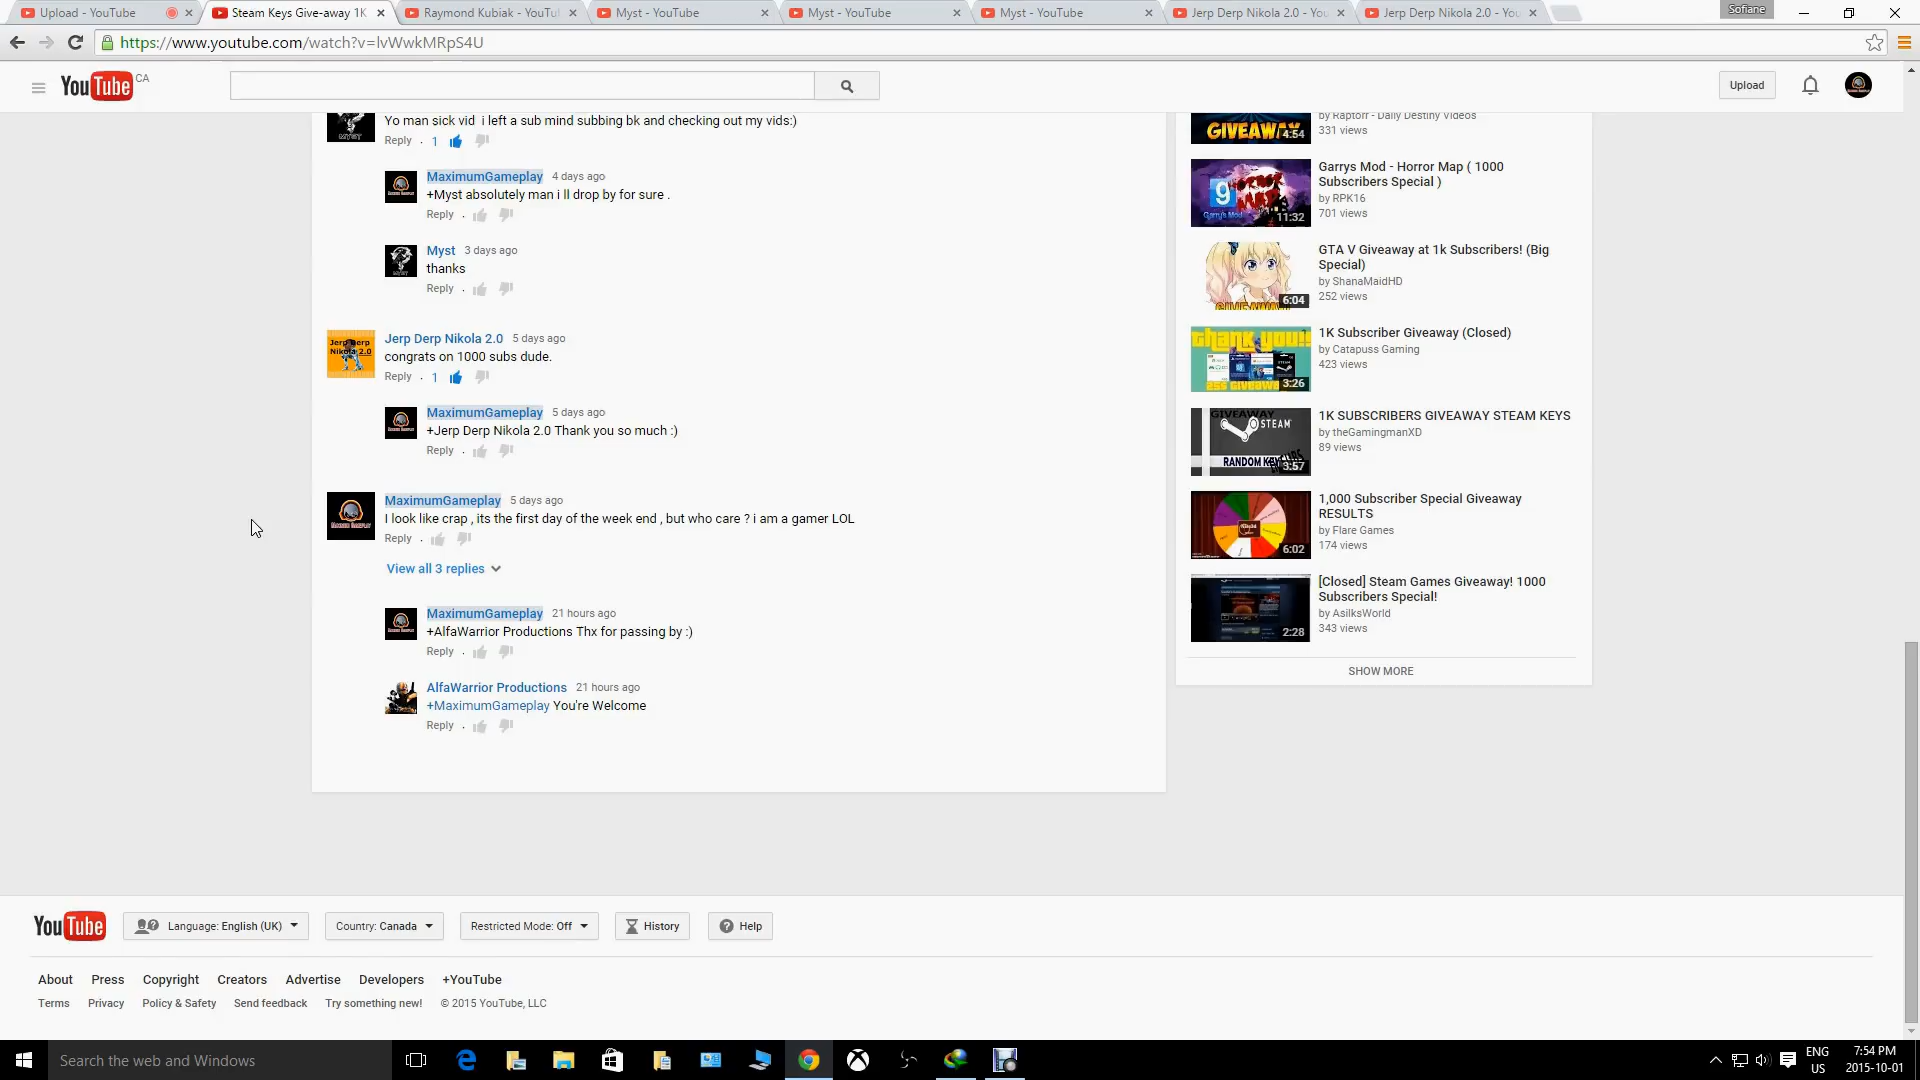 Upload - YouTube
Steam Keys Give-away 1K
Raymond Kubiak - YouTu
Myst - YouTube
Myst - YouTube
Myst - YouTube
Jerp Derp Nikola 2.0 - You
Jerp Derp Nikola 2.0 - You
Sofiane
https://www.youtube.com/watch?v=lvWwkMRpS4U
YouTube CA
Upload
Yo man sick vid i left a sub mind subbing bk and checking out my vids:)
Reply . 1
MaximumGameplay 4 days ago
+Myst absolutely man i ll drop by for sure .
Reply .
Myst 3 days ago
thanks
Reply .
Jerp Derp Nikola 2.0 5 days ago
congrats on 1000 subs dude.
Reply . 1
MaximumGameplay 5 days ago
+Jerp Derp Nikola 2.0 Thank you so much :)
Reply .
MaximumGameplay 5 days ago
I look like crap , its the first day of the week end , but who care ? i am a gamer LOL
Reply .
View all 3 replies
MaximumGameplay 21 hours ago
+AlfaWarrior Productions Thx for passing by :)
Reply .
AlfaWarrior Productions 21 hours ago
+MaximumGameplay You're Welcome
Reply .
GIVEAWAY 4:54
by Raptorr - Daily Destiny Videos
331 views
11:32
Garrys Mod - Horror Map ( 1000
Subscribers Special )
by RPK16
701 views
6:04
GTA V Giveaway at 1k Subscribers! (Big
Special)
by ShanaMaidHD
252 views
thank you!!
3:26
1K Subscriber Giveaway (Closed)
by Catapuss Gaming
423 views
GIVEAWAY
STEAM
3:57
1K SUBSCRIBERS GIVEAWAY STEAM KEYS
by theGamingmanXD
89 views
6:02
1,000 Subscriber Special Giveaway
RESULTS
by Flare Games
174 views
2:28
[Closed] Steam Games Giveaway! 1000
Subscribers Special!
by AsilksWorld
343 views
SHOW MORE
YouTube
Language: English (UK)
Country: Canada
Restricted Mode: Off
History
Help
About Press Copyright Creators Advertise Developers +YouTube
Terms Privacy Policy & Safety Send feedback Try something new! © 2015 YouTube, LLC
Search the web and Windows
ENG
US
7:54 PM
2015-10-01